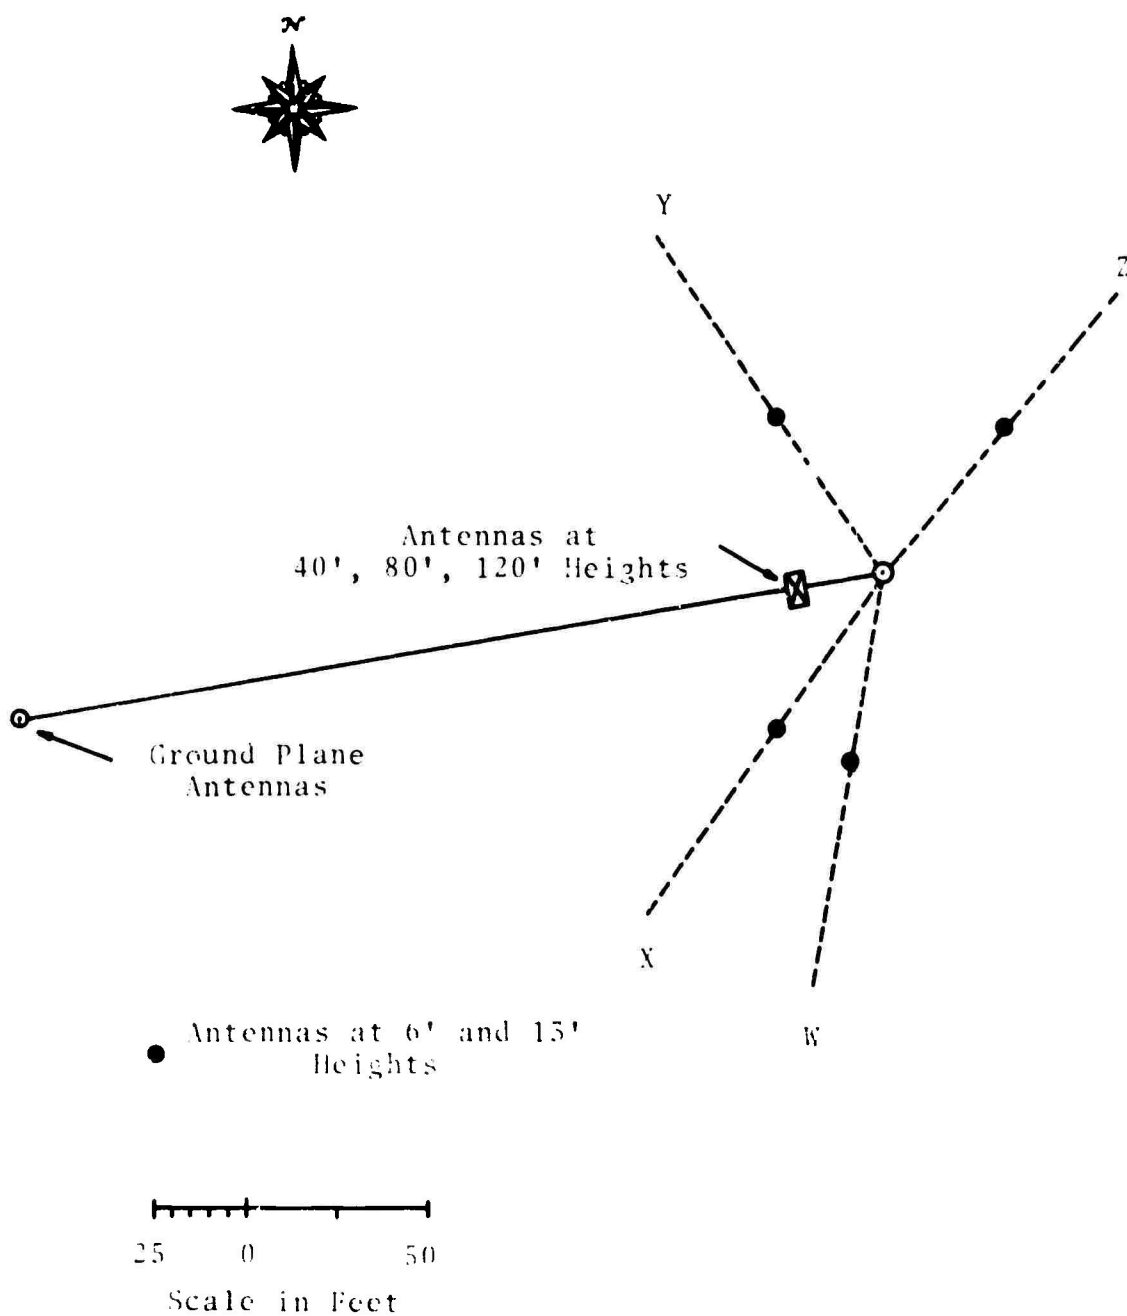 N
Y
Z
Antennas at
40', 80', 120' Heights
Ground Plane
Antennas
X
W
Antennas at 6' and 15'
Heights
25 0 50
Scale in Feet